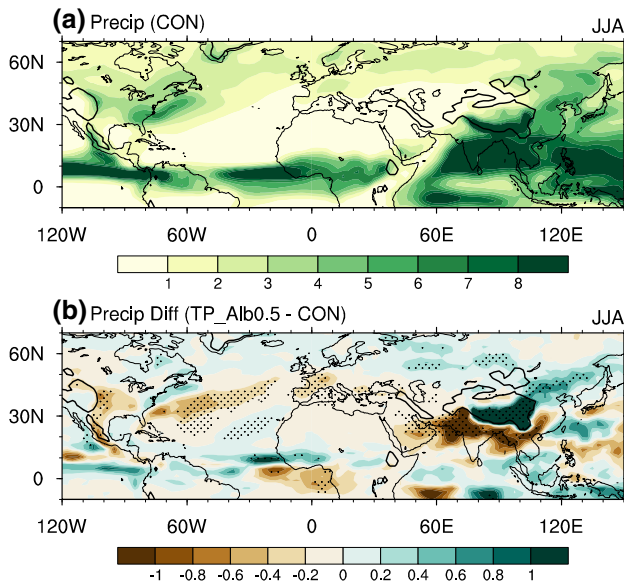 (a) Precip (CON) JJA
60N
30N
0
120W 60W 0 60E 120E
1 2 3 4 5 6 7 8
(b) Precip Diff (TP_Alb0.5 - CON) JJA
60N
30N
0
120W 60W 0 60E 120E
-1 -0.8 -0.6 -0.4 -0.2 0 0.2 0.4 0.6 0.8 1